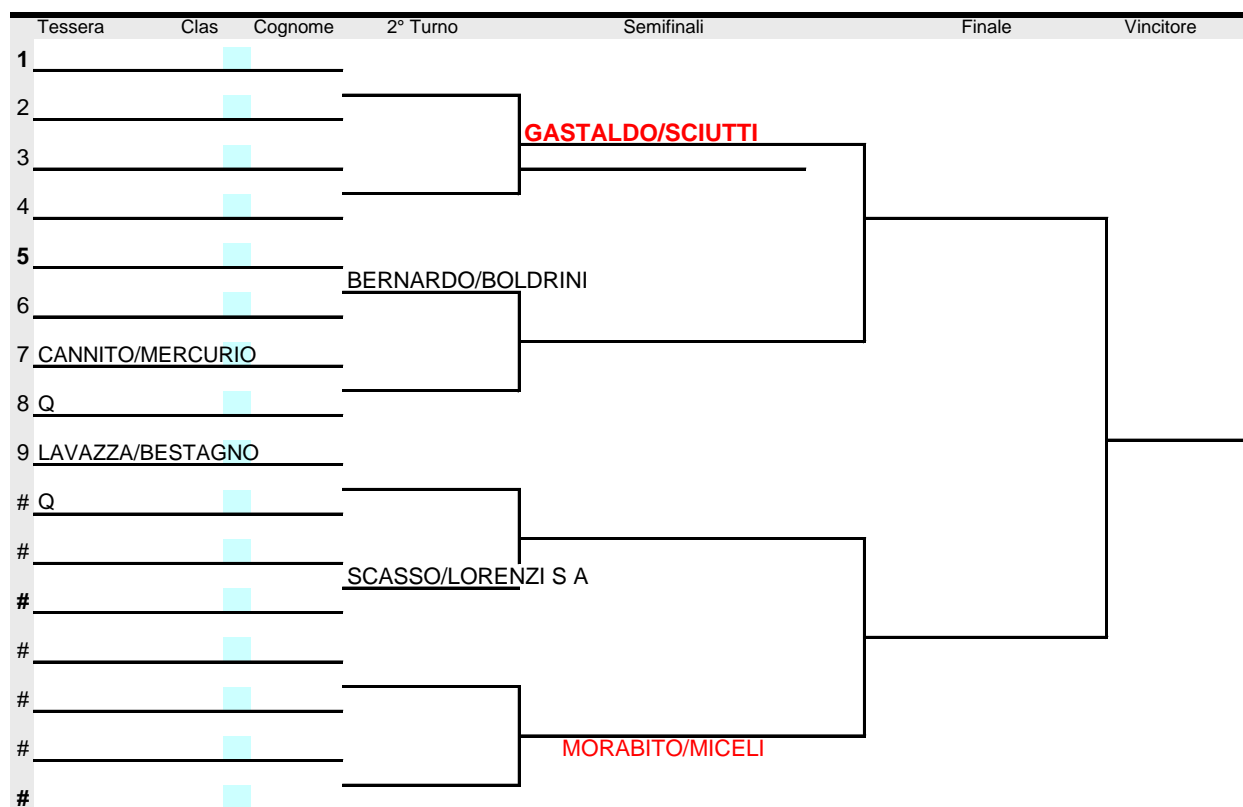 Tessera Clas Cognome 2° Turno Semifinali Finale Vincitore
1
2
GASTALDO/SCIUTTI
3
4
5
BERNARDO/BOLDRINI
6
7 CANNITO/MERCURIO
8 Q
9 LAVAZZA/BESTAGNO
# Q
#
SCASSO/LORENZI S A
#
#
#
# MORABITO/MICELI
#